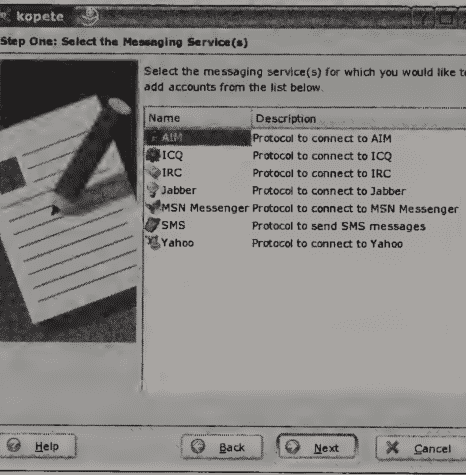 kopete
Step One: Select the Messaging Service(s)
Select the messaging service(s) for which you would like to
add accounts from the list below.
Name Description
AIM Protocol to connect to AIM
ICQ Protocol to connect to ICQ
IRC Protocol to connect to IRC
Jabber Protocol to connect to Jabber
MSN Messenger Protocol to connect to MSN Messenger
SMS Protocol to send SMS messages
Yahoo Protocol to connect to Yahoo
Help Back Next Cancel